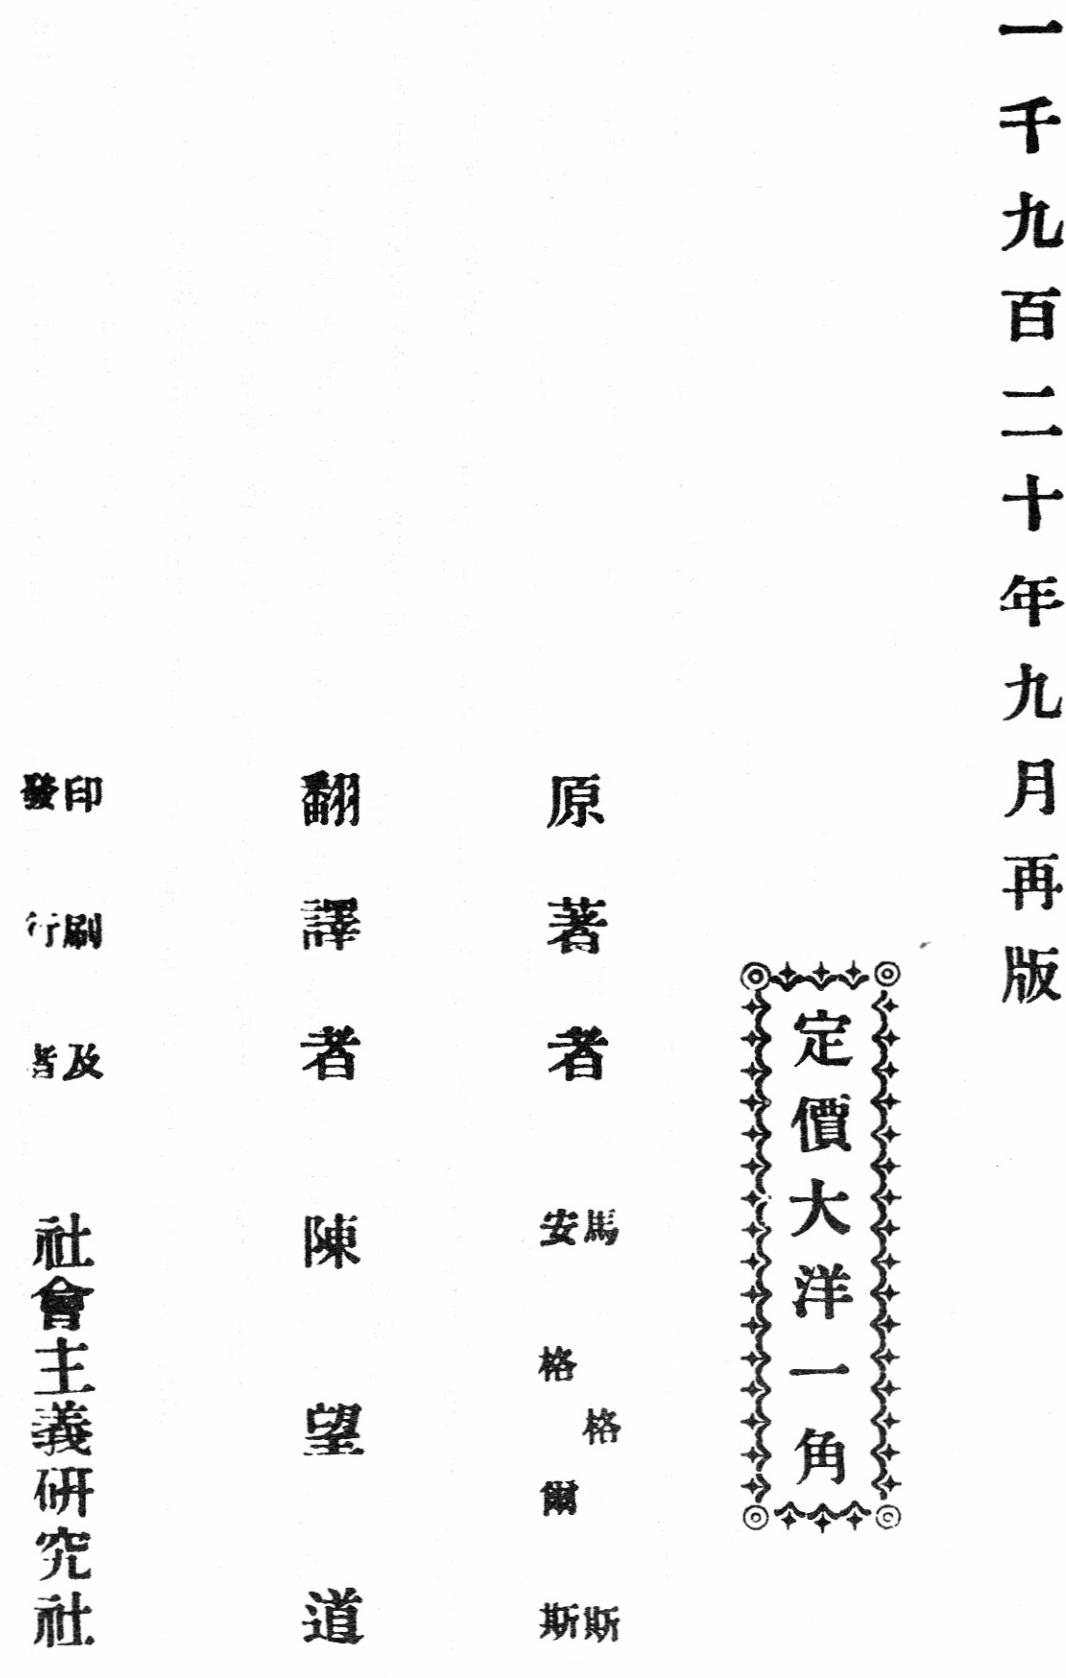 一千九百二十年九月再版
定價大洋一角
原著者
馬格斯
安格爾斯
翻譯者 陳望道
印刷及
發行者
社會主義研究社